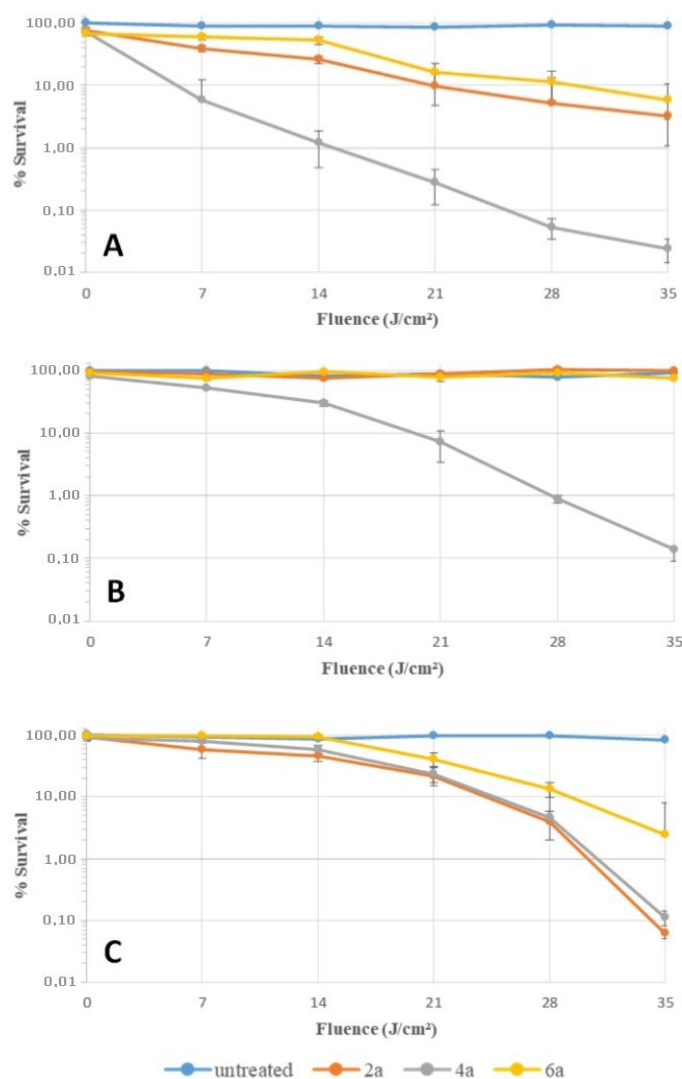 100,00
10,00
1,00
0,10
0,01
% Survival
A
0 7 14 21 28 35
Fluence (J/cm²)
100,00
10,00
1,00
0,10
0,01
% Survival
B
0 7 14 21 28 35
Fluence (J/cm²)
100,00
10,00
1,00
0,10
0,01
% Survival
C
0 7 14 21 28 35
Fluence (J/cm²)
untreated 2a 4a 6a